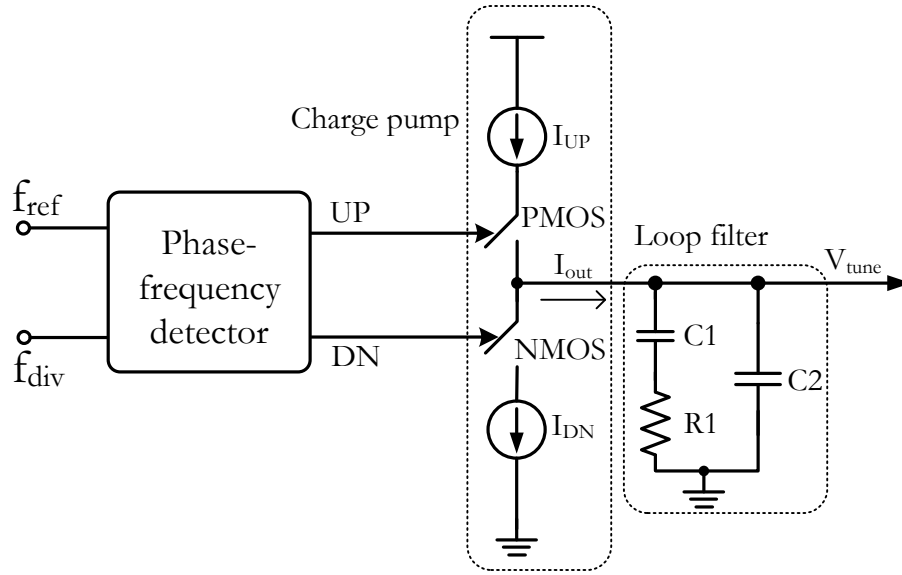 Charge pump
I_UP
f_ref
UP
PMOS
Phase-
frequency
detector
Loop filter
I_out
V_tune
f_div
DN
NMOS
C1
C2
R1
I_DN